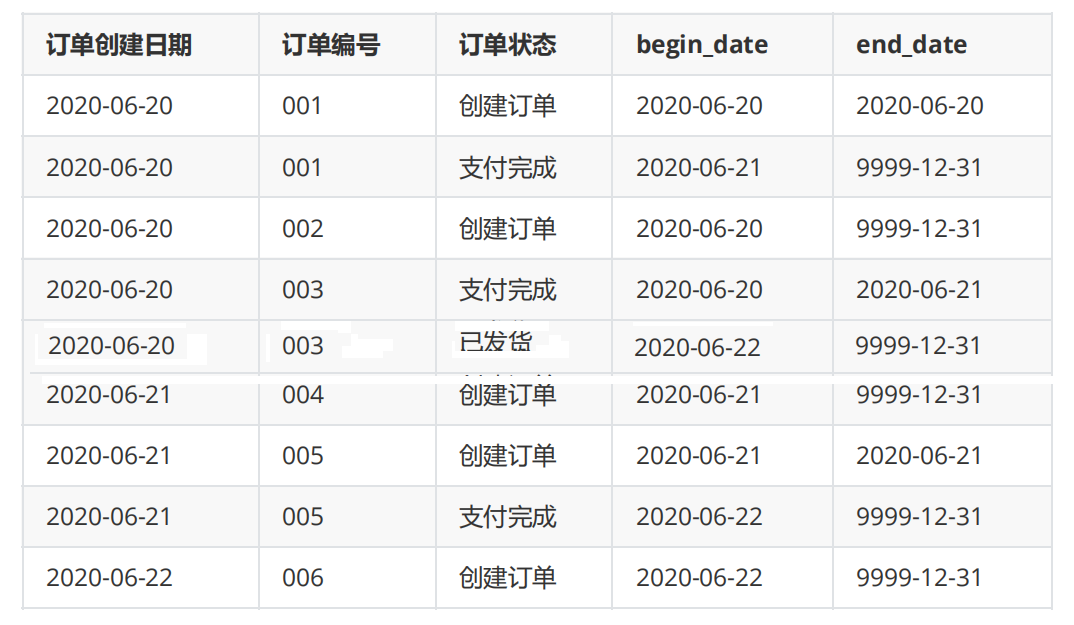 订单创建日期 订单编号 订单状态 begin_date end_date
2020-06-20 001 创建订单 2020-06-20 2020-06-20
2020-06-20 001 支付完成 2020-06-21 9999-12-31
2020-06-20 002 创建订单 2020-06-20 9999-12-31
2020-06-20 003 支付完成 2020-06-20 2020-06-21
2020-06-20 003 已发货 2020-06-22 9999-12-31
2020-06-21 004 创建订单 2020-06-21 9999-12-31
2020-06-21 005 创建订单 2020-06-21 2020-06-21
2020-06-21 005 支付完成 2020-06-22 9999-12-31
2020-06-22 006 创建订单 2020-06-22 9999-12-31